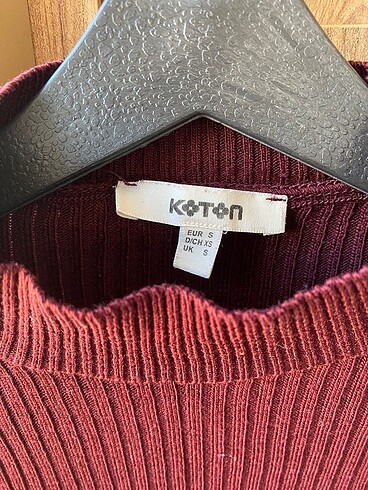 KOTON
EUR S
D/CH XS
UK S